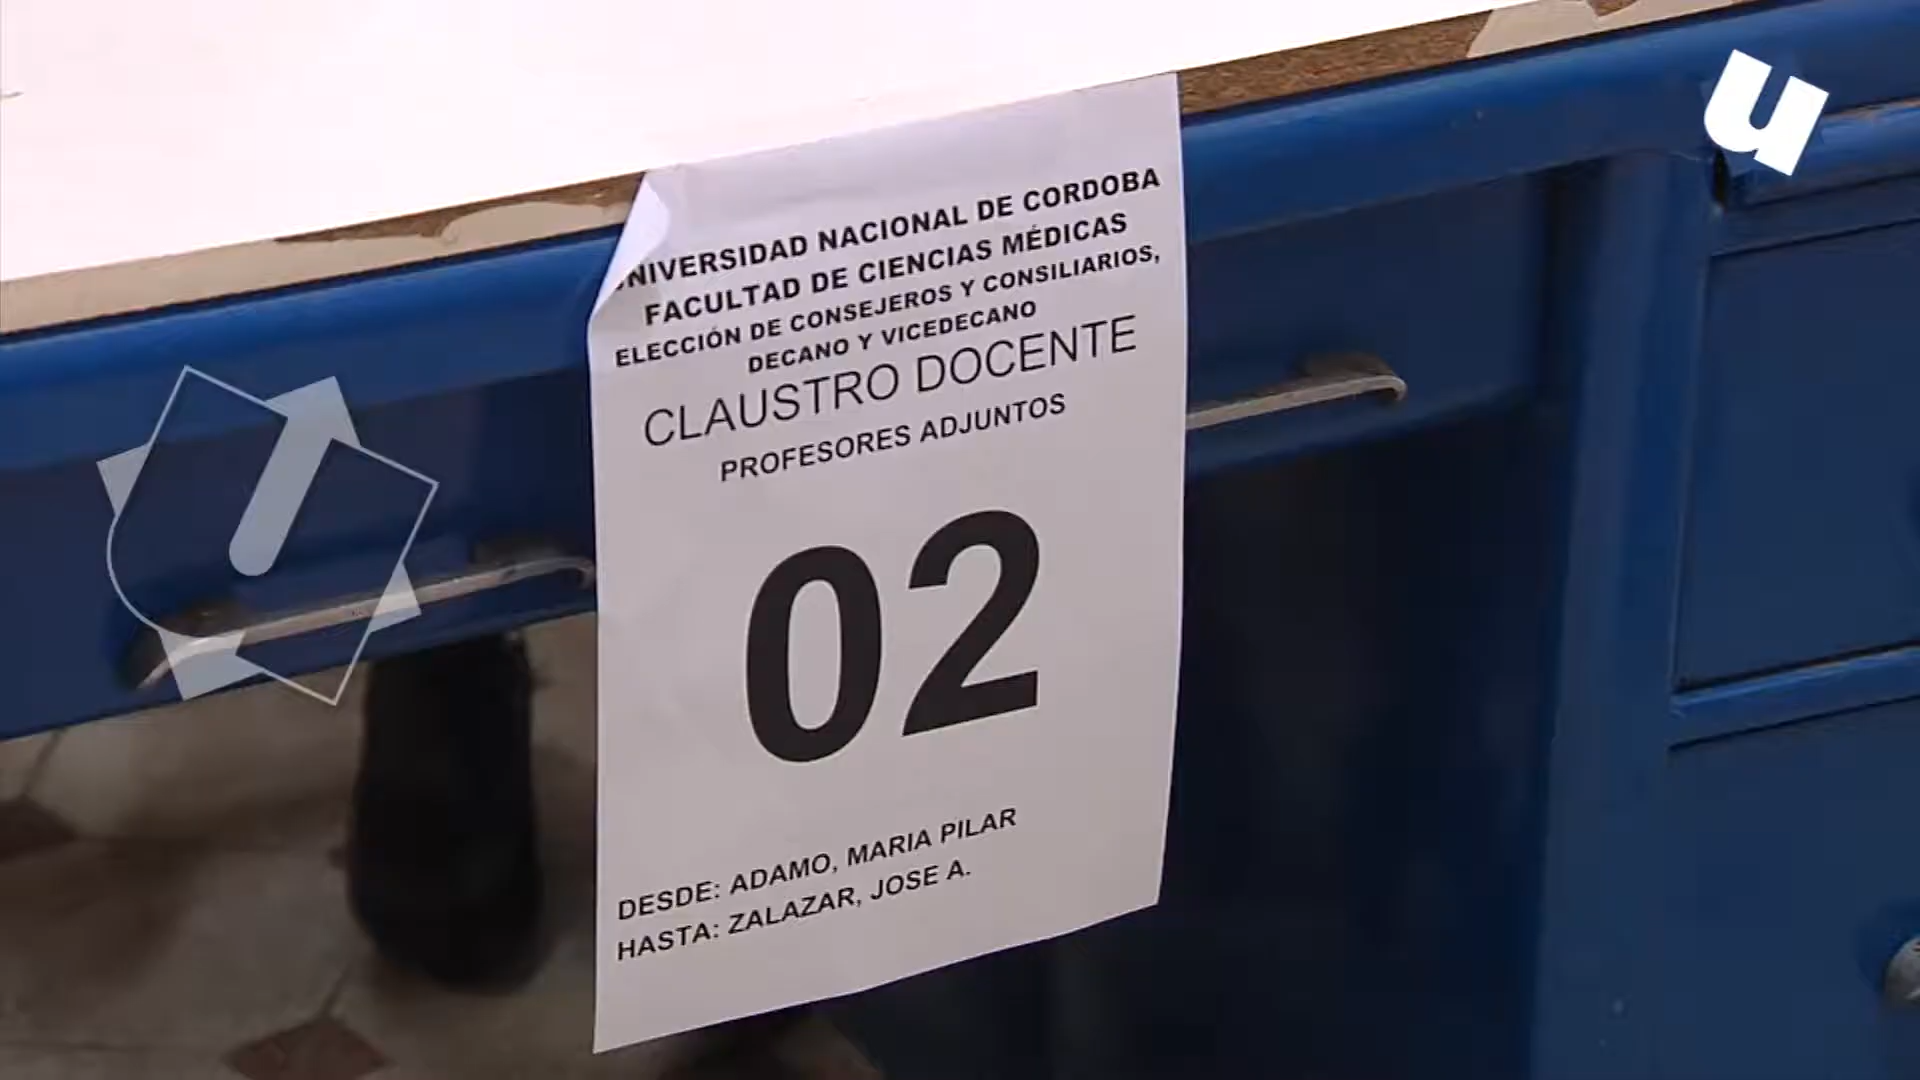 UNIVERSIDAD NACIONAL DE CORDOBA
FACULTAD DE CIENCIAS MÉDICAS
ELECCIÓN DE CONSEJEROS Y CONSILIARIOS,
DECANO Y VICEDECANO
CLAUSTRO DOCENTE
PROFESORES ADJUNTOS
02
DESDE: ADAMO, MARIA PILAR
HASTA: ZALAZAR, JOSE A.
u